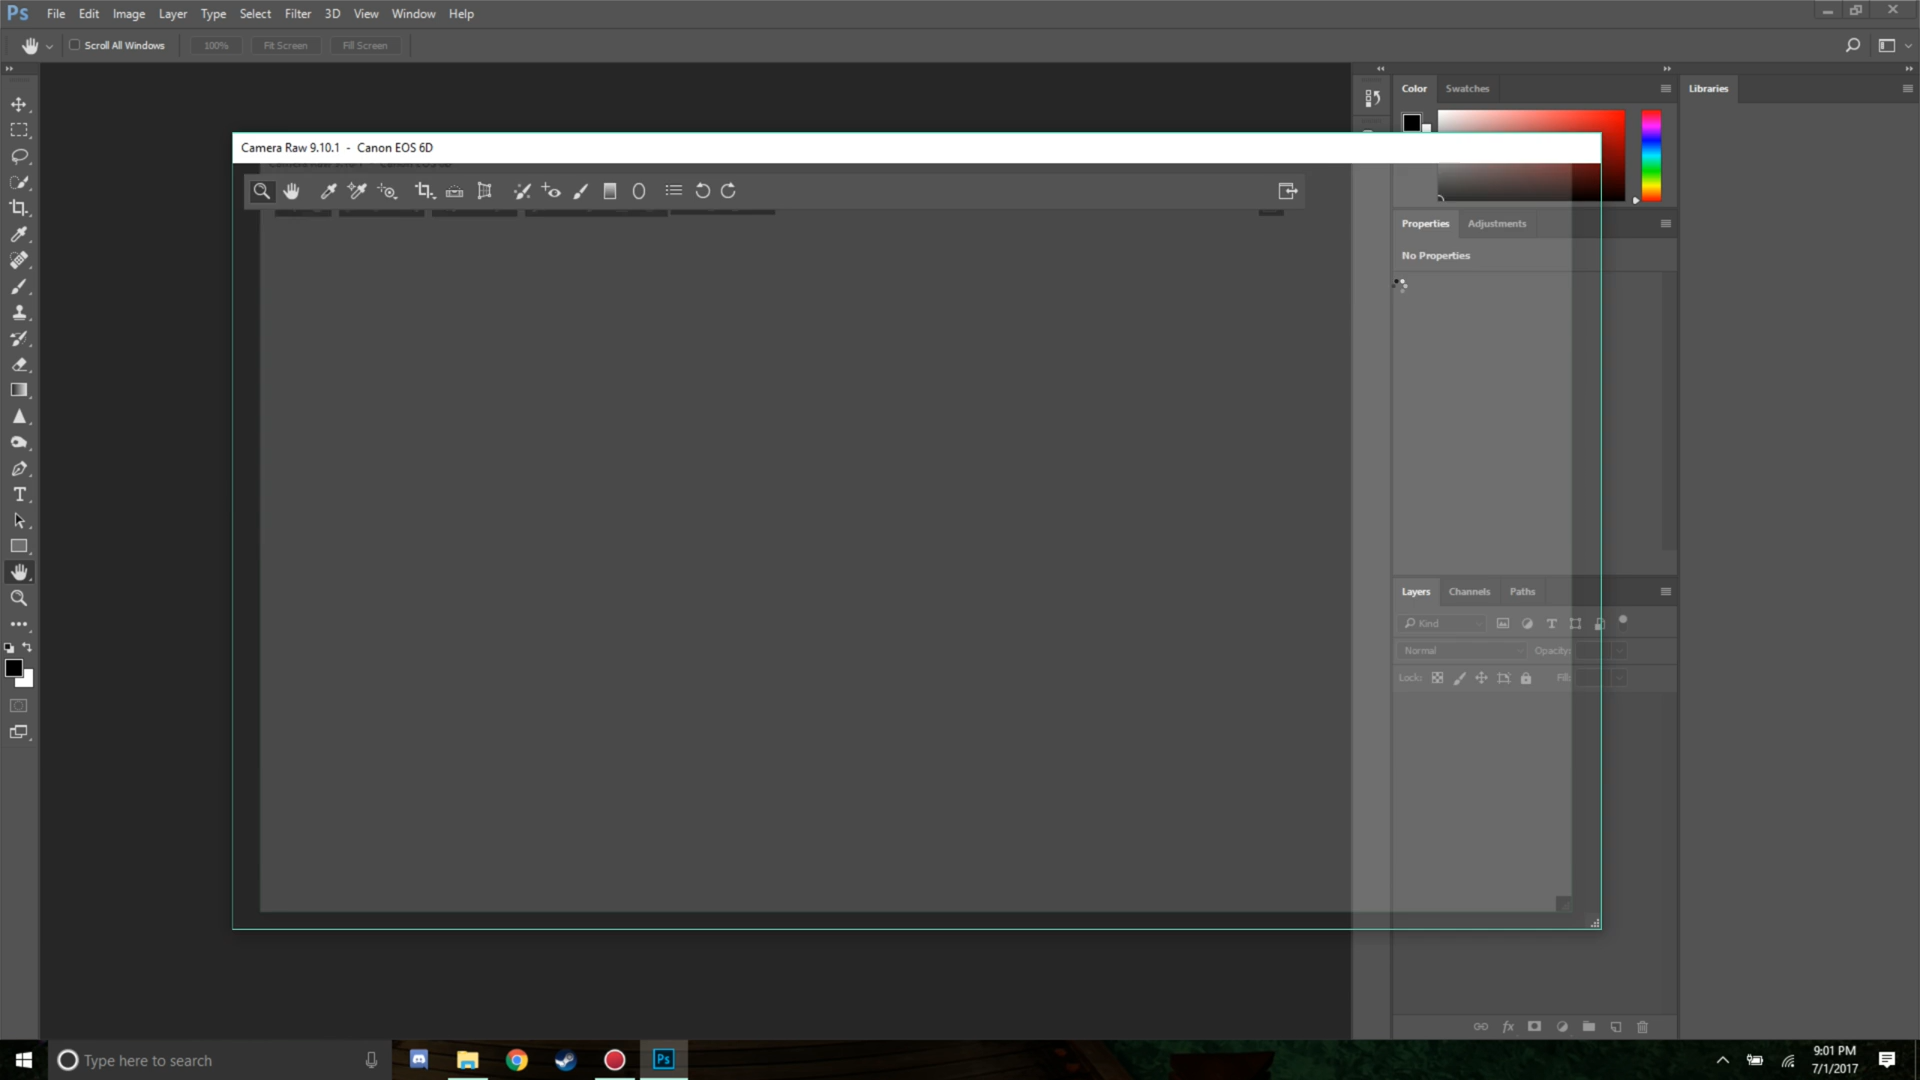 Ps File Edit Image Layer Type Select Filter 3D View Window Help
Scroll All Windows 100% Fit Screen Fill Screen
Color Swatches
Libraries
Camera Raw 9.10.1 - Canon EOS 6D
Properties Adjustments
No Properties
Layers Channels Paths
Kind
Normal Opacity:
Lock: Fill:
Type here to search
Ps
9:01 PM
7/1/2017